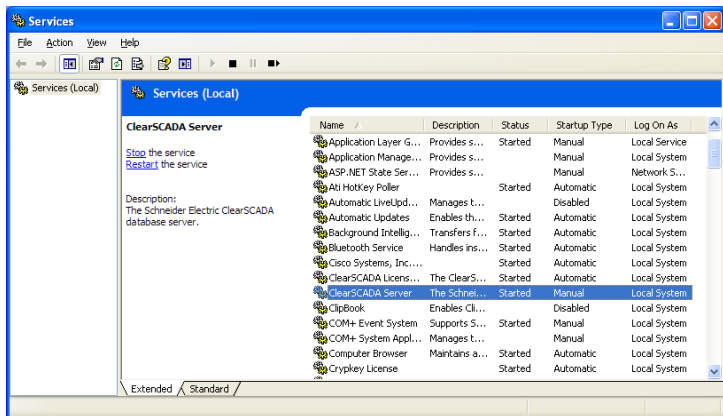 Services
File Action View Help
Services (Local)
Services (Local)
ClearSCADA Server
Stop the service
Restart the service
Description:
The Schneider Electric ClearSCADA
database server.
Name Description Status Startup Type Log On As
Application Layer G... Provides s... Started Manual Local Service
Application Manage... Provides s... Manual Local System
ASP.NET State Ser... Provides s... Manual Network S...
Ati HotKey Poller Started Automatic Local System
Automatic LiveUpd... Manages t... Disabled Local System
Automatic Updates Enables th... Started Automatic Local System
Background Intellig... Transfers f... Started Automatic Local System
Bluetooth Service Handles ins... Started Automatic Local System
Cisco Systems, Inc.... Started Automatic Local System
ClearSCADA Licens... The ClearS... Started Automatic Local System
ClearSCADA Server The Schnei... Started Manual Local System
ClipBook Enables Cli... Disabled Local System
COM+ Event System Supports S... Started Manual Local System
COM+ System Appl... Manages t... Manual Local System
Computer Browser Maintains a... Started Automatic Local System
Crypkey License Started Automatic Local System
Extended Standard